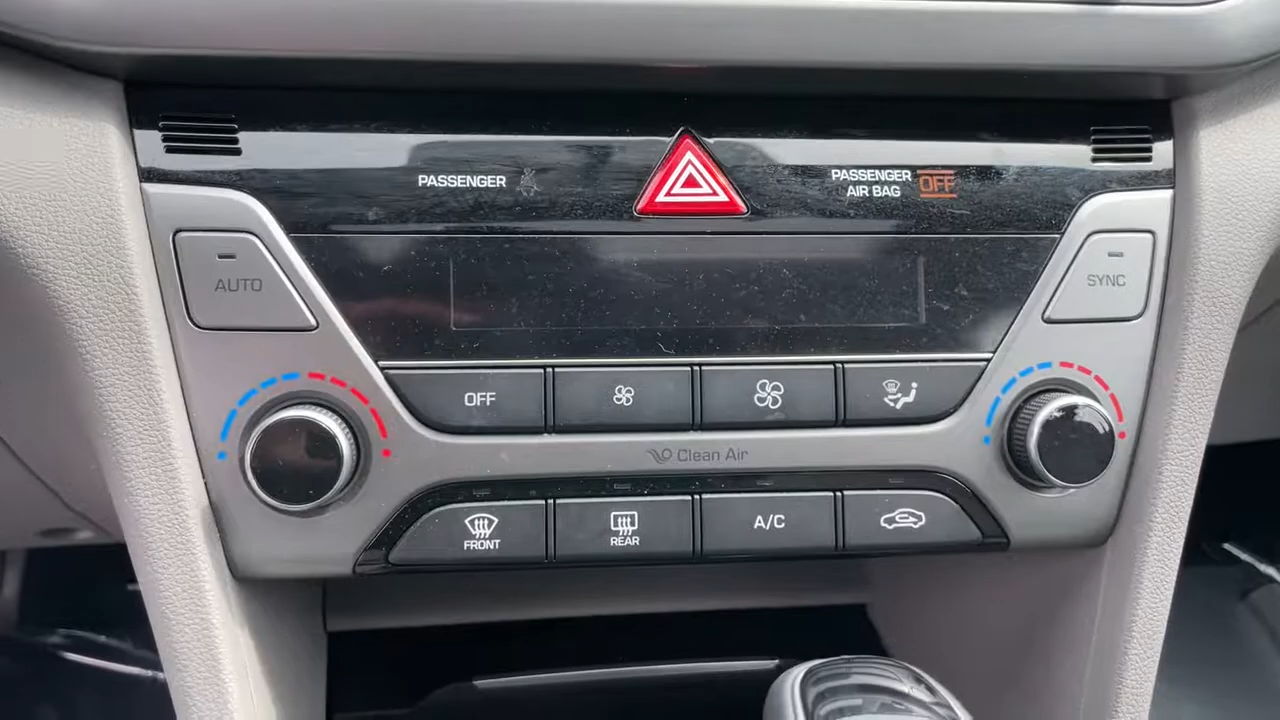 PASSENGER
PASSENGER
AIR BAG OFF
AUTO
SYNC
OFF
Clean Air
FRONT
REAR
A/C